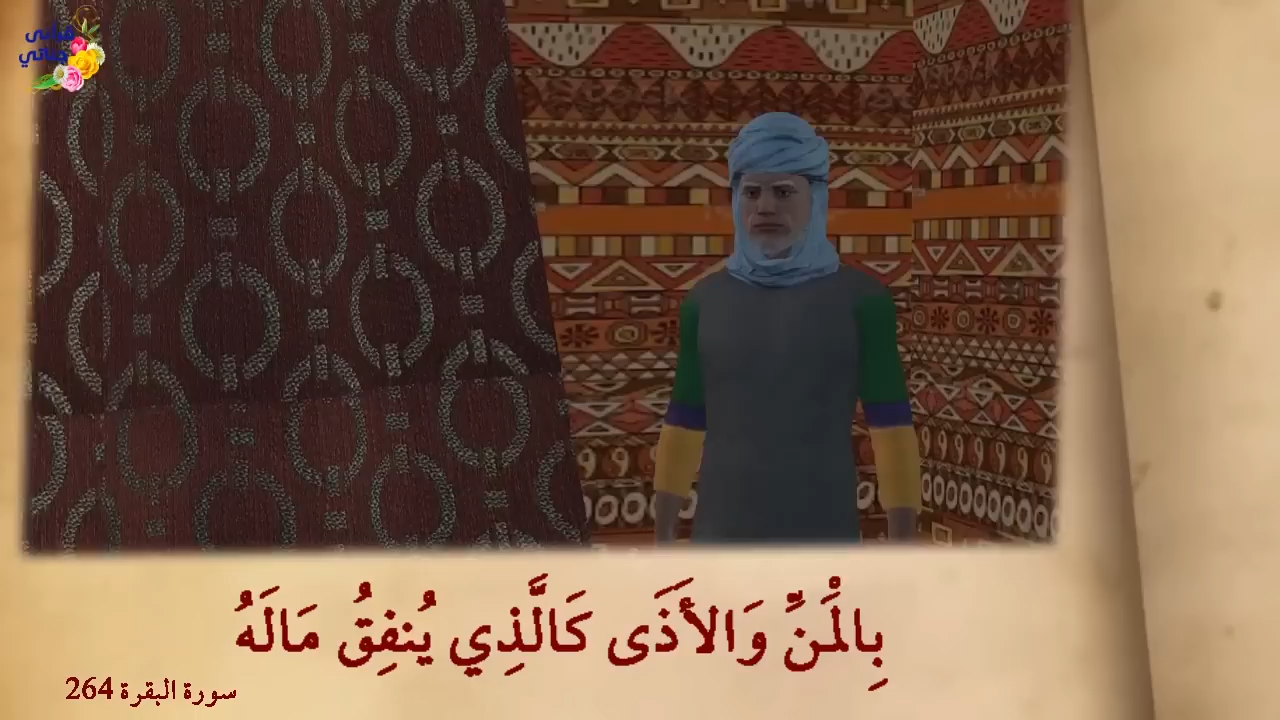 بِالْمَنِّ وَالأَذَى كَالَّذِي يُنفِقُ مَالَهُ
سورة البقرة 264